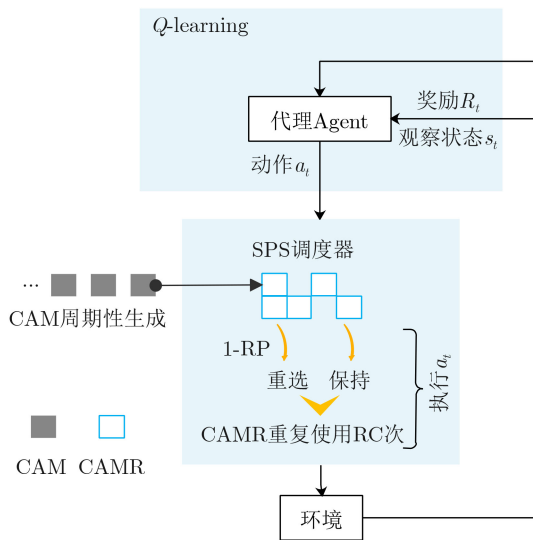 Q-learning
奖励R_t
代理Agent
观察状态s_t
动作a_t
SPS调度器
...
CAM周期性生成
1-RP
重选 保持
执行a_t
CAMR重复使用RC次
CAM CAMR
环境